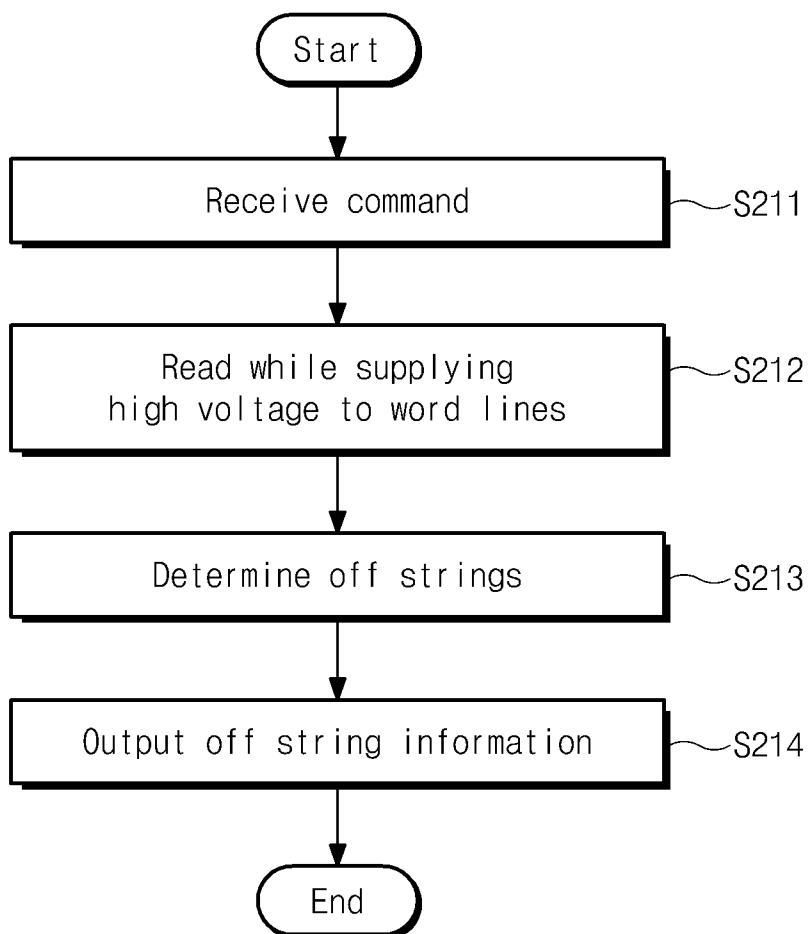 Start
Receive command
S211
Read while supplying
high voltage to word lines
S212
Determine off strings
S213
Output off string information
S214
End